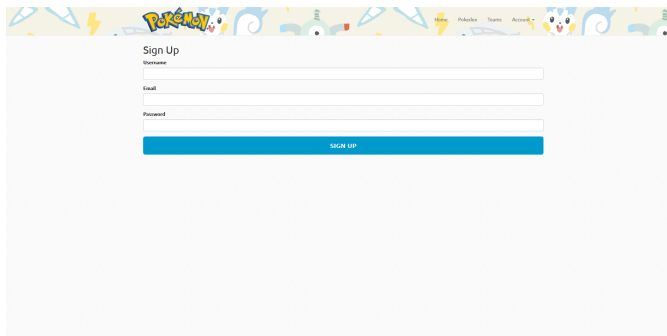 Pokémon
Home Pokedex Teams Account
Sign Up
Username
Email
Password
SIGN UP